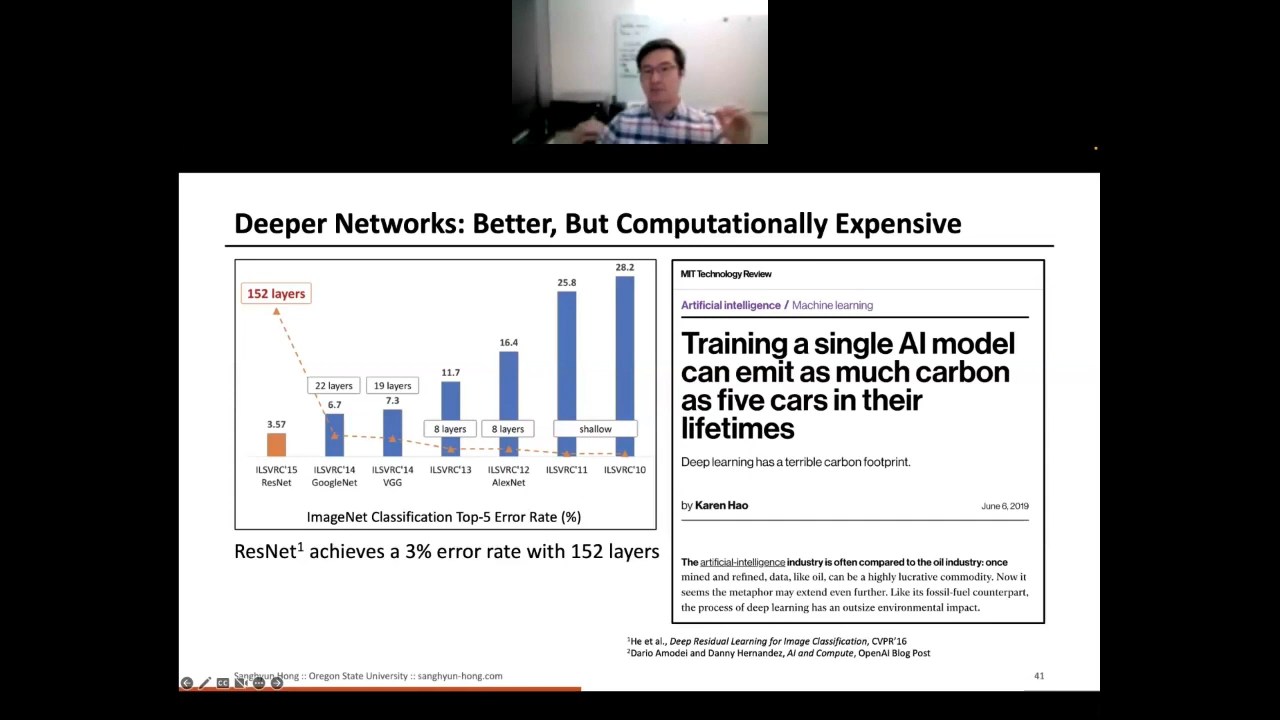 Deeper Networks: Better, But Computationally Expensive
28.2
25.8
152 layers
16.4
11.7
22 layers
19 layers
6.7
7.3
3.57
8 layers
8 layers
shallow
ILSVRC'15 ILSVRC'14 ILSVRC'14 ILSVRC'13 ILSVRC'12 ILSVRC'11 ILSVRC'10
ResNet GoogleNet VGG AlexNet
ImageNet Classification Top-5 Error Rate (%)
ResNet1 achieves a 3% error rate with 152 layers
MIT Technology Review
Artificial intelligence / Machine learning
Training a single AI model
can emit as much carbon
as five cars in their
lifetimes
Deep learning has a terrible carbon footprint.
by Karen Hao June 6, 2019
The artificial-intelligence industry is often compared to the oil industry: once
mined and refined, data, like oil, can be a highly lucrative commodity. Now it
seems the metaphor may extend even further. Like its fossil-fuel counterpart,
the process of deep learning has an outsize environmental impact.
1He et al., Deep Residual Learning for Image Classification, CVPR'16
2Dario Amodei and Danny Hernandez, AI and Compute, OpenAI Blog Post
Sanghyun Hong :: Oregon State University :: sanghyun-hong.com 41